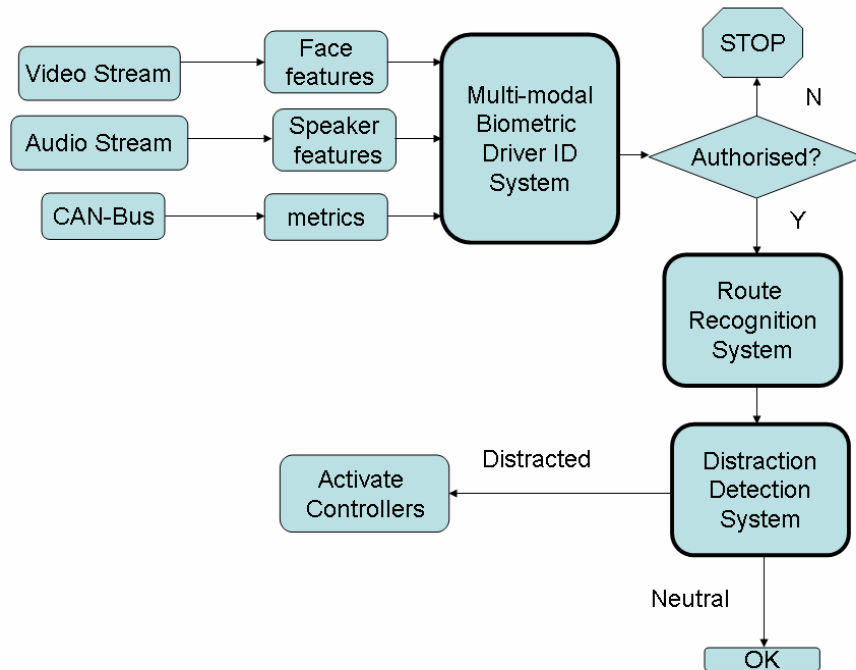 Video Stream
Face
features
Audio Stream
Speaker
features
CAN-Bus
metrics
Multi-modal
Biometric
Driver ID
System
STOP
N
Authorised?
Y
Route
Recognition
System
Distraction
Detection
System
Distracted
Activate
Controllers
Neutral
OK